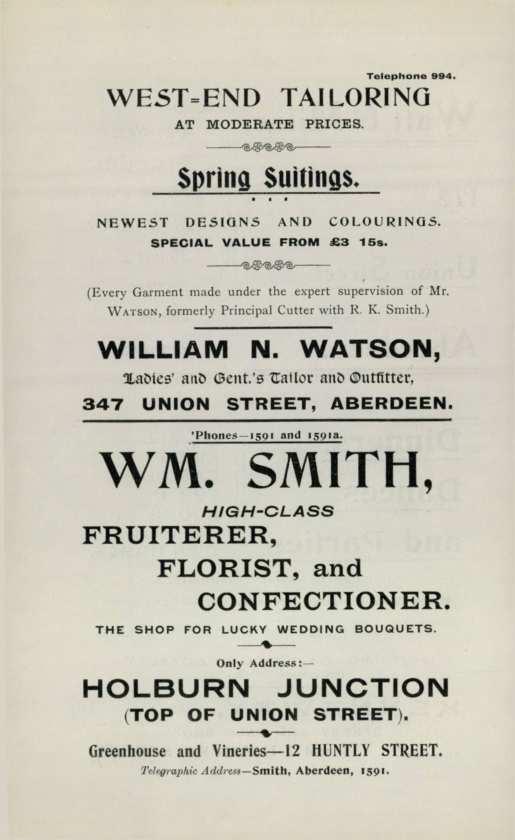 Telephone 994.
WEST=END TAILORING
AT MODERATE PRICES.
Spring Suitings.
NEWEST DESIGNS AND COLOURINGS.
SPECIAL VALUE FROM £3 15s.
(Every Garment made under the expert supervision of Mr.
WATSON, formerly Principal Cutter with R. K. Smith.)
WILLIAM N. WATSON,
Ladies' and Gent.'s Tailor and Outfitter,
347 UNION STREET, ABERDEEN.
'Phones—1591 and 1591a.
WM. SMITH,
HIGH-CLASS
FRUITERER,
FLORIST, and
CONFECTIONER.
THE SHOP FOR LUCKY WEDDING BOUQUETS.
Only Address:—
HOLBURN JUNCTION
(TOP OF UNION STREET).
Greenhouse and Vineries—12 HUNTLY STREET.
Telegraphic Address—Smith, Aberdeen, 1591.